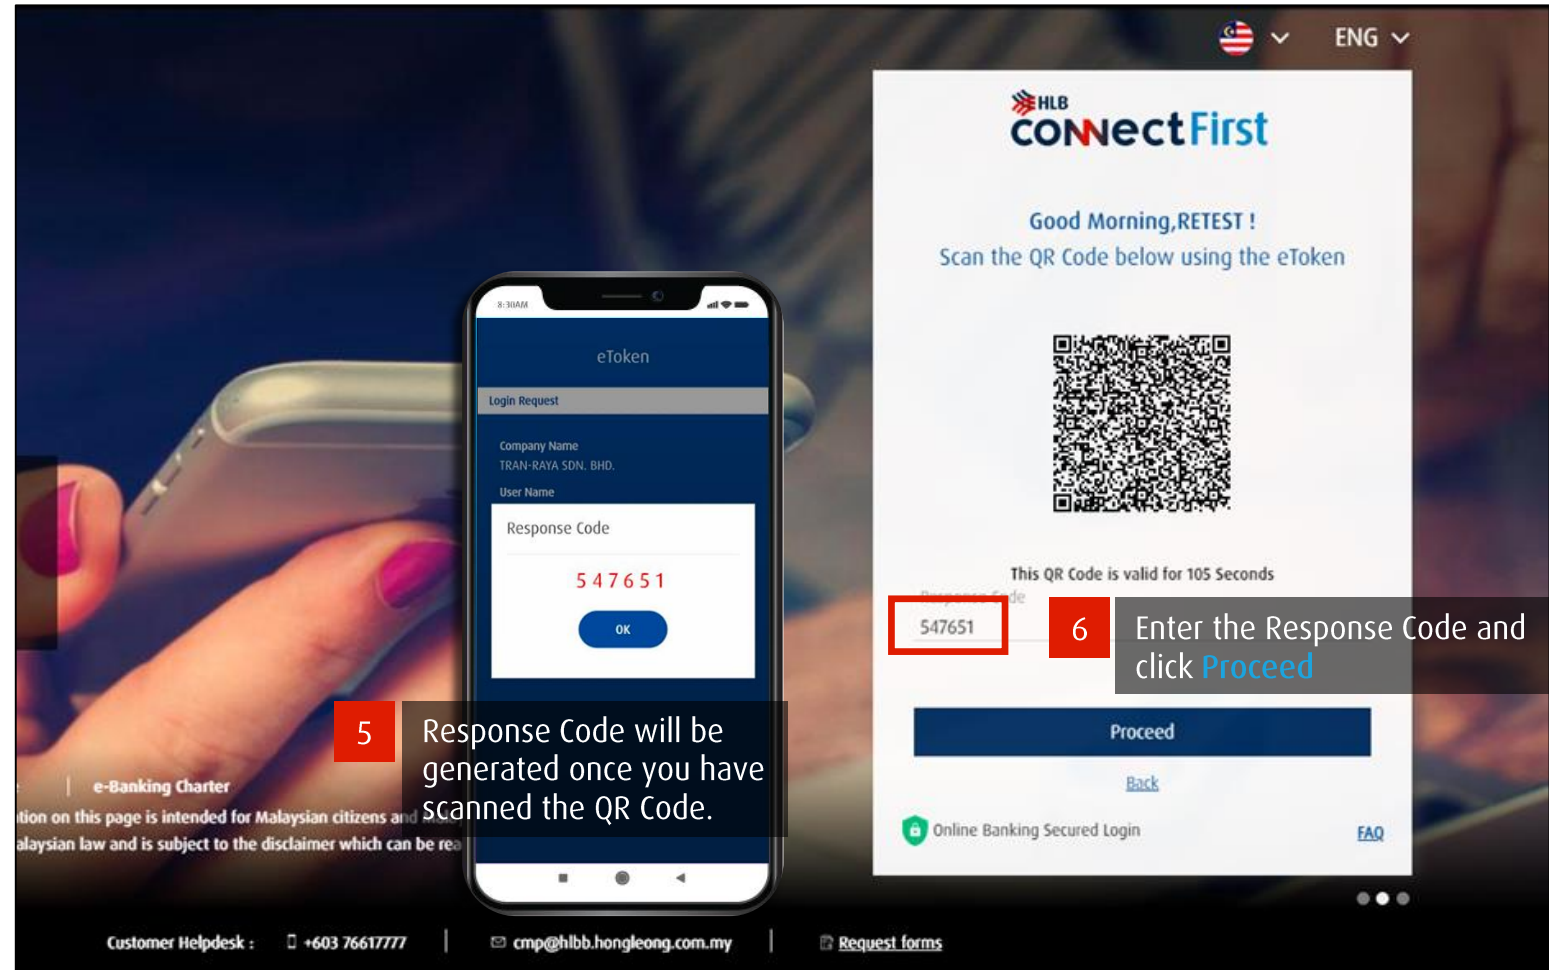 ENG
HLB
CONNect First
Good Morning,RETEST !
Scan the QR Code below using the eToken
This QR Code is valid for 105 Seconds
Response Code
547651
6
Enter the Response Code and
click Proceed
Proceed
Back
Online Banking Secured Login
FAQ
8:30AM
eToken
Login Request
Company Name
TRAN-RAYA SDN. BHD.
User Name
Response Code
547651
OK
5
Response Code will be
generated once you have
scanned the QR Code.
e-Banking Charter
on this page is intended for Malaysian citizens and
law and is subject to the disclaimer which can be
Customer Helpdesk :
+603 76617777
cmp@hlbb.hongleong.com.my
Request forms